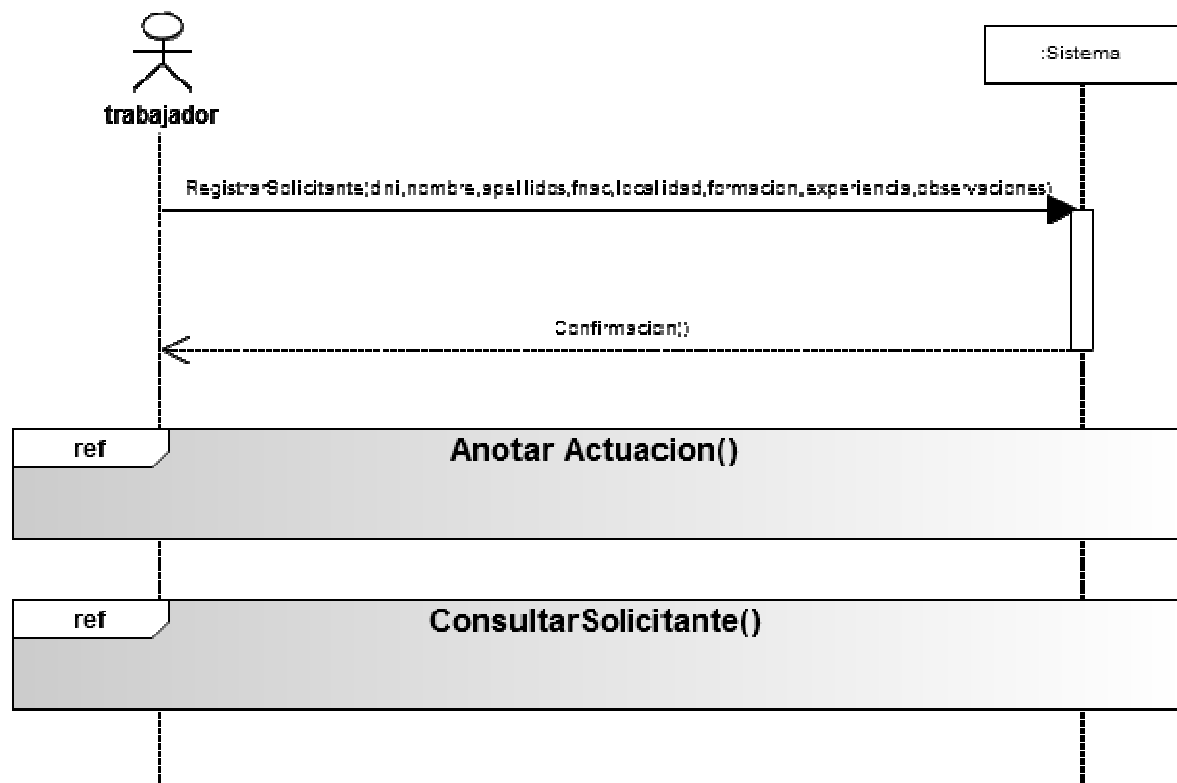 :Sistema
trabajador
RegistrarSolicitante(dni,nombre,apellidos,fnac,localidad,formacion,experiencia,observaciones)
Confirmacion()
ref
Anotar Actuacion()
ref
ConsultarSolicitante()